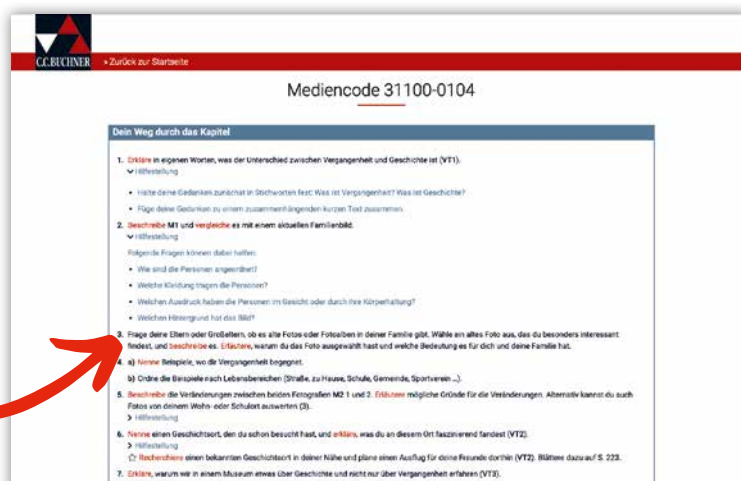 C.C.BUCHNER
» Zurück zur Startseite
Mediencode 31100-0104
Dein Weg durch das Kapitel
1. Erkläre in eigenen Worten, was der Unterschied zwischen Vergangenheit und Geschichte ist (VT1).
Hilfestellung
• Halte deine Gedanken zunächst in Stichworten fest: Was ist Vergangenheit? Was ist Geschichte?
• Füge deine Gedanken zu einem zusammenhängenden kurzen Text zusammen.
2. Beschreibe M1 und vergleiche es mit einem aktuellen Familienbild.
Hilfestellung
Folgende Fragen können dabei helfen:
• Wie sind die Personen angeordnet?
• Welche Kleidung tragen die Personen?
• Welchen Ausdruck haben die Personen im Gesicht oder durch ihre Körperhaltung?
• Welchen Hintergrund hat das Bild?
3. Frage deine Eltern oder Großeltern, ob es alte Fotos oder Fotoalben in deiner Familie gibt. Wähle ein altes Foto aus, das du besonders interessant
findest, und beschreibe es. Erläutere, warum du das Foto ausgewählt hast und welche Bedeutung es für dich und deine Familie hat.
4. a) Nenne Beispiele, wo dir Vergangenheit begegnet.
b) Ordne die Beispiele nach Lebensbereichen (Straße, zu Hause, Schule, Gemeinde, Sportverein ...).
5. Beschreibe die Veränderungen zwischen beiden Fotografien M2 1 und 2. Erläutere mögliche Gründe für die Veränderungen. Alternativ kannst du auch
Fotos von deinem Wohn- oder Schulort auswerten (3).
Hilfestellung
6. Nenne einen Geschichtsort, den du schon besucht hast, und erkläre, was du an diesem Ort faszinierend fandest (VT2).
Hilfestellung
Recherchiere einen bekannten Geschichtsort in deiner Nähe und plane einen Ausflug für deine Freunde dorthin (VT2). Blättere dazu auf S. 223.
7. Erkläre, warum wir in einem Museum etwas über Geschichte und nicht nur über Vergangenheit erfahren (VT3).